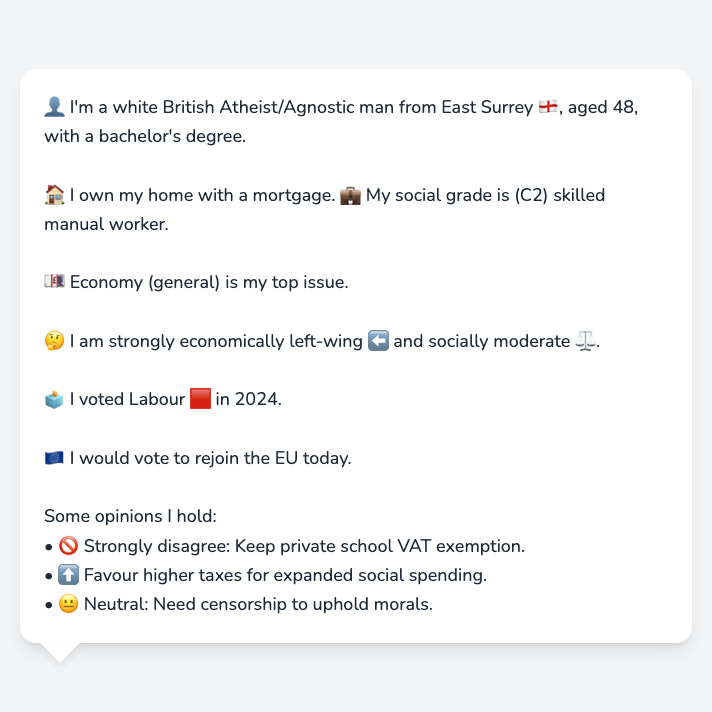 👤 I'm a white British Atheist/Agnostic man from East Surrey 🏴󠁧󠁢󠁥󠁮󠁧󠁿, aged 48,
with a bachelor's degree.
🏠 I own my home with a mortgage. 💼 My social grade is (C2) skilled
manual worker.
💷 Economy (general) is my top issue.
🤔 I am strongly economically left-wing ⬅️ and socially moderate ⚖️.
🗳️ I voted Labour 🟥 in 2024.
🇪🇺 I would vote to rejoin the EU today.
Some opinions I hold:
• 🚫 Strongly disagree: Keep private school VAT exemption.
• ⬆️ Favour higher taxes for expanded social spending.
• 😐 Neutral: Need censorship to uphold morals.